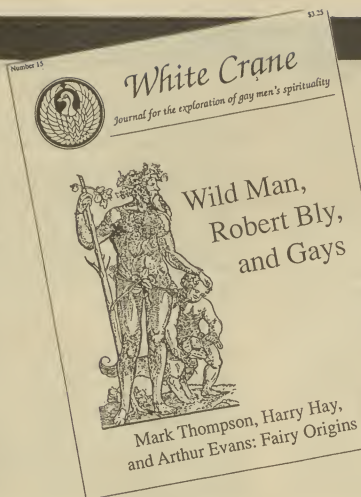 $3.25
Number 15
White Crane
Journal for the exploration of gay men's spirituality
Wild Man,
Robert Bly,
and Gays
Mark Thompson, Harry Hay,
and Arthur Evans: Fairy Origins